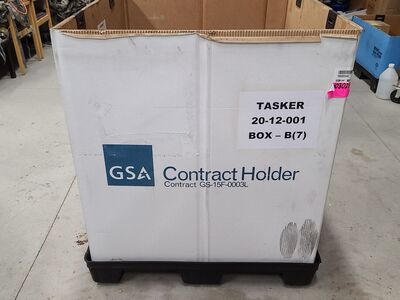 TASKER
20-12-001
BOX – B(7)
GSA
Contract Holder
Contract GS-15F-0003L